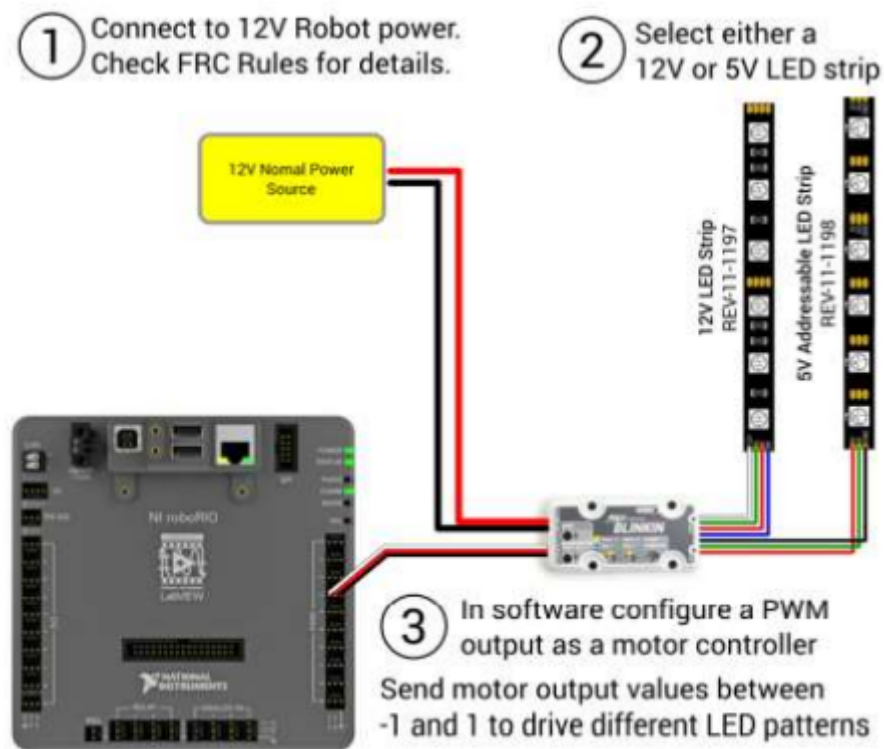 1
Connect to 12V Robot power.
Check FRC Rules for details.
2
Select either a
12V or 5V LED strip
12V Nomal Power
Source
12V LED Strip
REV-11-1197
5V Addressable LED Strip
REV-11-1198
NI roboRIO
LabVIEW
NATIONAL
INSTRUMENTS
RELAY
ANALOG IN
BLINKIN
3
In software configure a PWM
output as a motor controller
Send motor output values between
-1 and 1 to drive different LED patterns